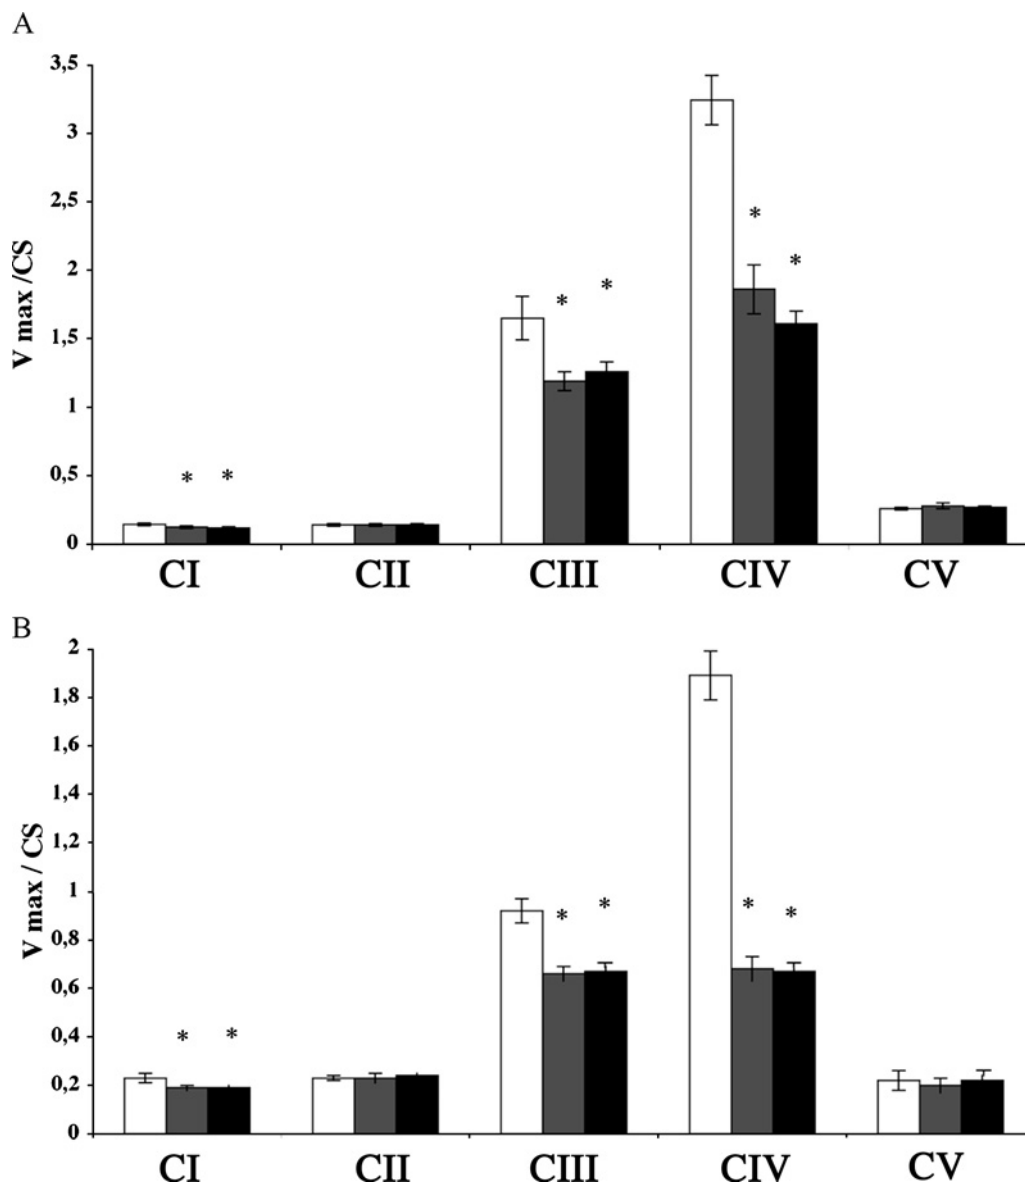 A
3,5
3
2,5
2
1,5
1
0,5
0
V max /CS
* * * * * *
CI CII CIII CIV CV
B
2
1,8
1,6
1,4
1,2
1
0,8
0,6
0,4
0,2
0
V max / CS
* * * * * *
CI CII CIII CIV CV